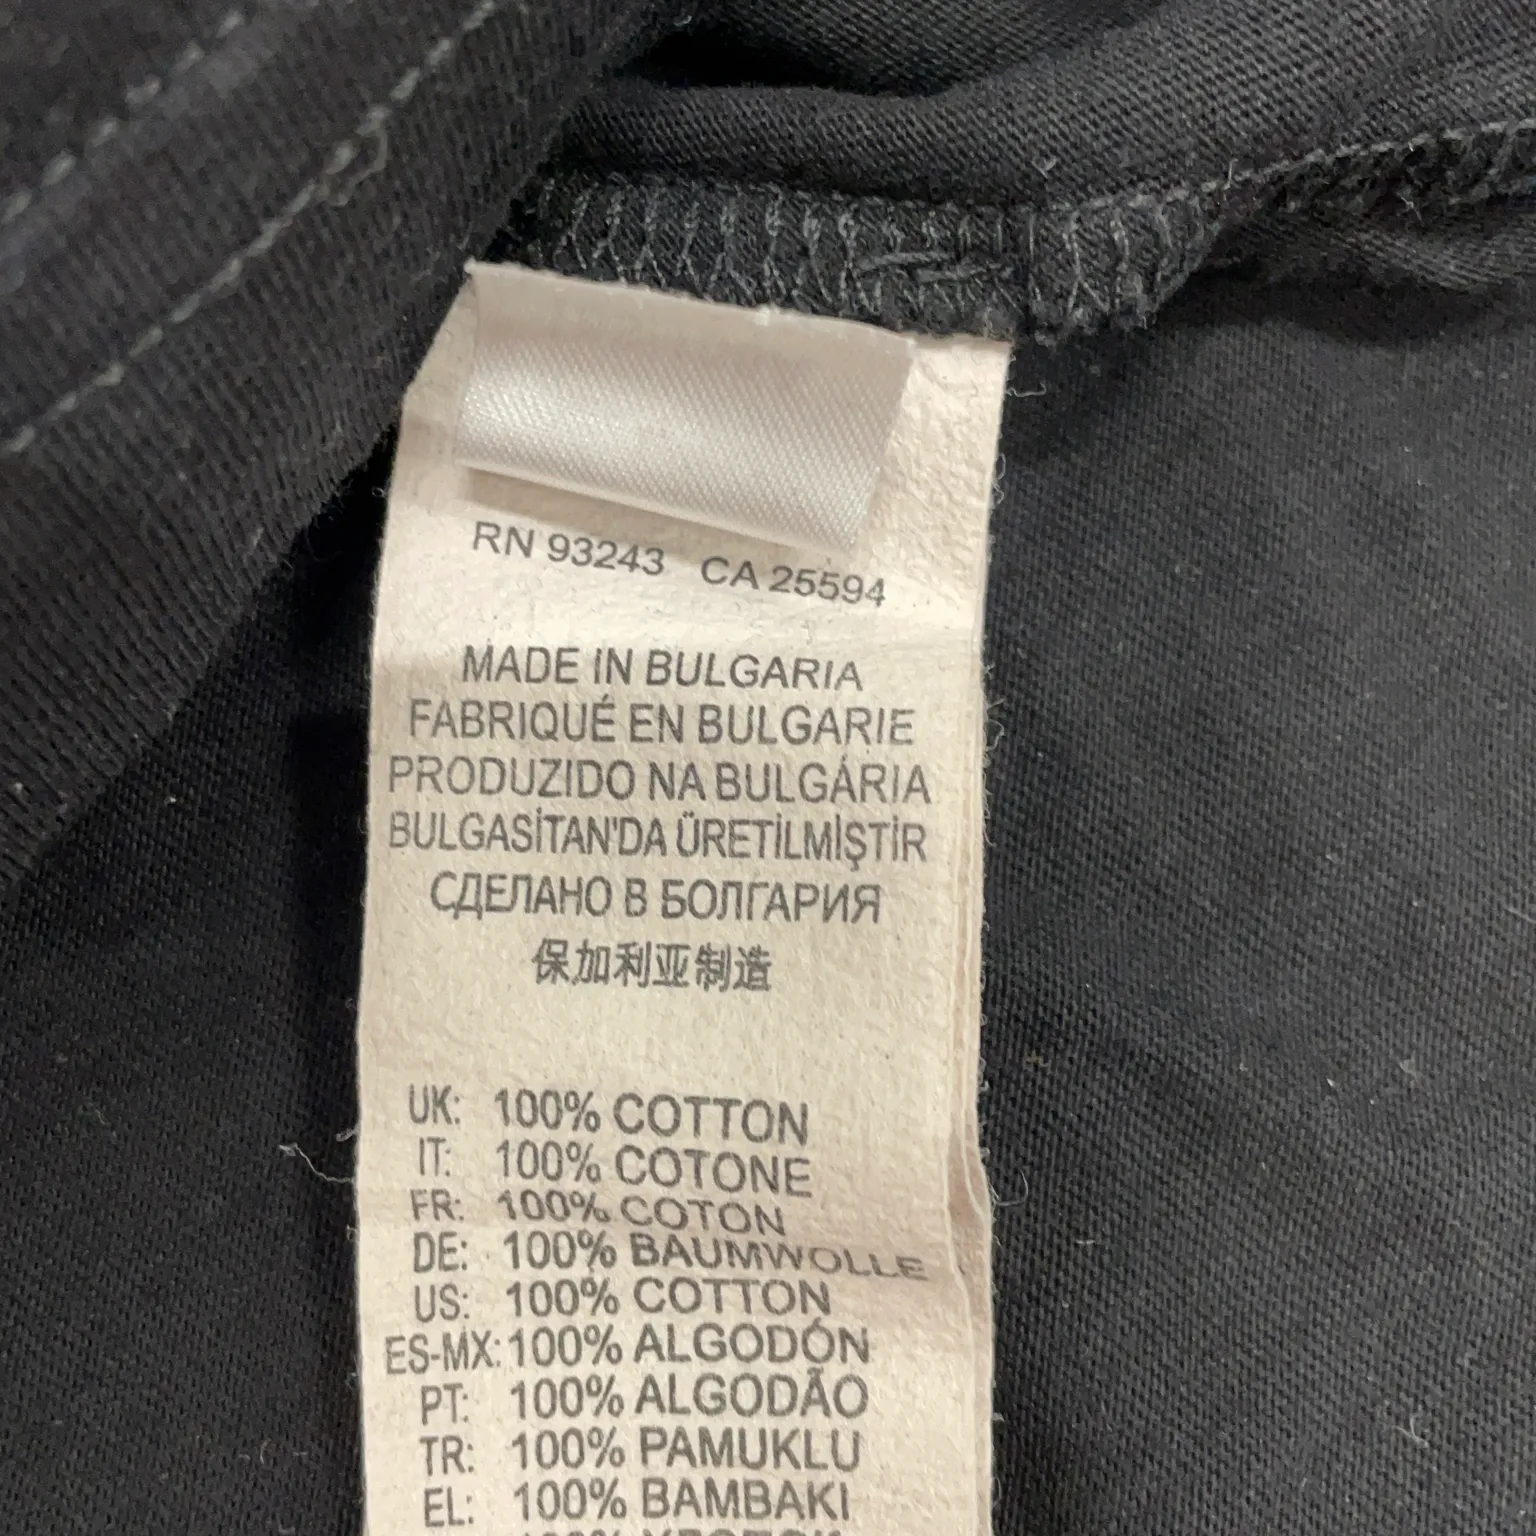 RN 93243 CA 25594
MADE IN BULGARIA
FABRIQUÉ EN BULGARIE
PRODUZIDO NA BULGÁRIA
BULGASİTAN'DA ÜRETİLMİŞTİR
СДЕЛАНО В БОЛГАРИЯ
保加利亚制造
UK: 100% COTTON
IT: 100% COTONE
FR: 100% COTON
DE: 100% BAUMWOLLE
US: 100% COTTON
ES-MX: 100% ALGODÓN
PT: 100% ALGODÃO
TR: 100% PAMUKLU
EL: 100% BAMBAKI